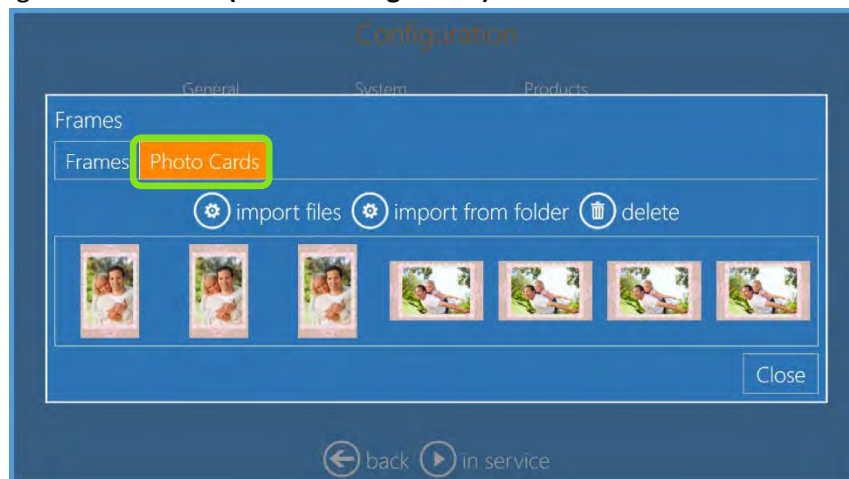 Configuration
General System Products
Frames
Frames Photo Cards
import files import from folder delete
Close
back in service